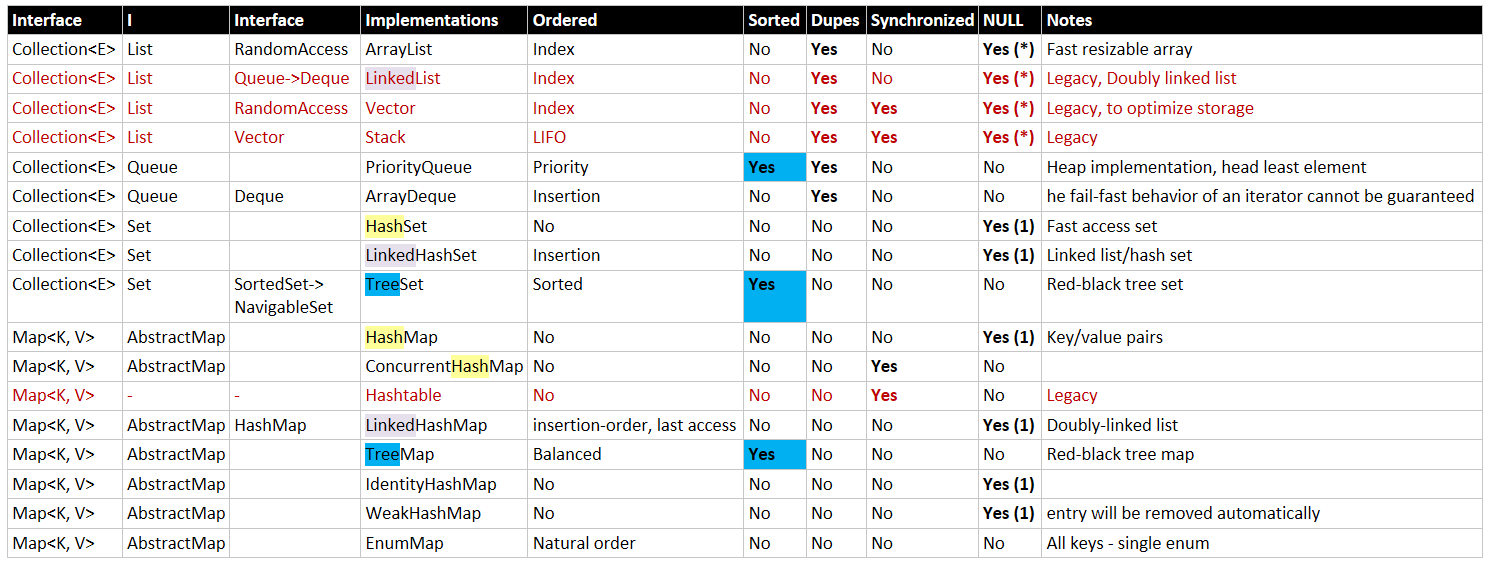 Interface I Interface Implementations Ordered Sorted Dupes Synchronized NULL Notes
Collection<E> List RandomAccess ArrayList Index No Yes No Yes (*) Fast resizable array
Collection<E> List Queue->Deque LinkedList Index No Yes No Yes (*) Legacy, Doubly linked list
Collection<E> List RandomAccess Vector Index No Yes Yes Yes (*) Legacy, to optimize storage
Collection<E> List Vector Stack LIFO No Yes Yes Yes (*) Legacy
Collection<E> Queue PriorityQueue Priority Yes Yes No No Heap implementation, head least element
Collection<E> Queue Deque ArrayDeque Insertion No Yes No No he fail-fast behavior of an iterator cannot be guaranteed
Collection<E> Set HashSet No No No No Yes (1) Fast access set
Collection<E> Set LinkedHashSet Insertion No No No Yes (1) Linked list/hash set
Collection<E> Set SortedSet-> TreeSet Sorted Yes No No No Red-black tree set
NavigableSet
Map<K, V> AbstractMap HashMap No No No No Yes (1) Key/value pairs
Map<K, V> AbstractMap ConcurrentHashMap No No No Yes No
Map<K, V> - - Hashtable No No No Yes No Legacy
Map<K, V> AbstractMap HashMap LinkedHashMap insertion-order, last access No No No Yes (1) Doubly-linked list
Map<K, V> AbstractMap TreeMap Balanced Yes No No No Red-black tree map
Map<K, V> AbstractMap IdentityHashMap No No No No Yes (1)
Map<K, V> AbstractMap WeakHashMap No No No No Yes (1) entry will be removed automatically
Map<K, V> AbstractMap EnumMap Natural order No No No No All keys - single enum